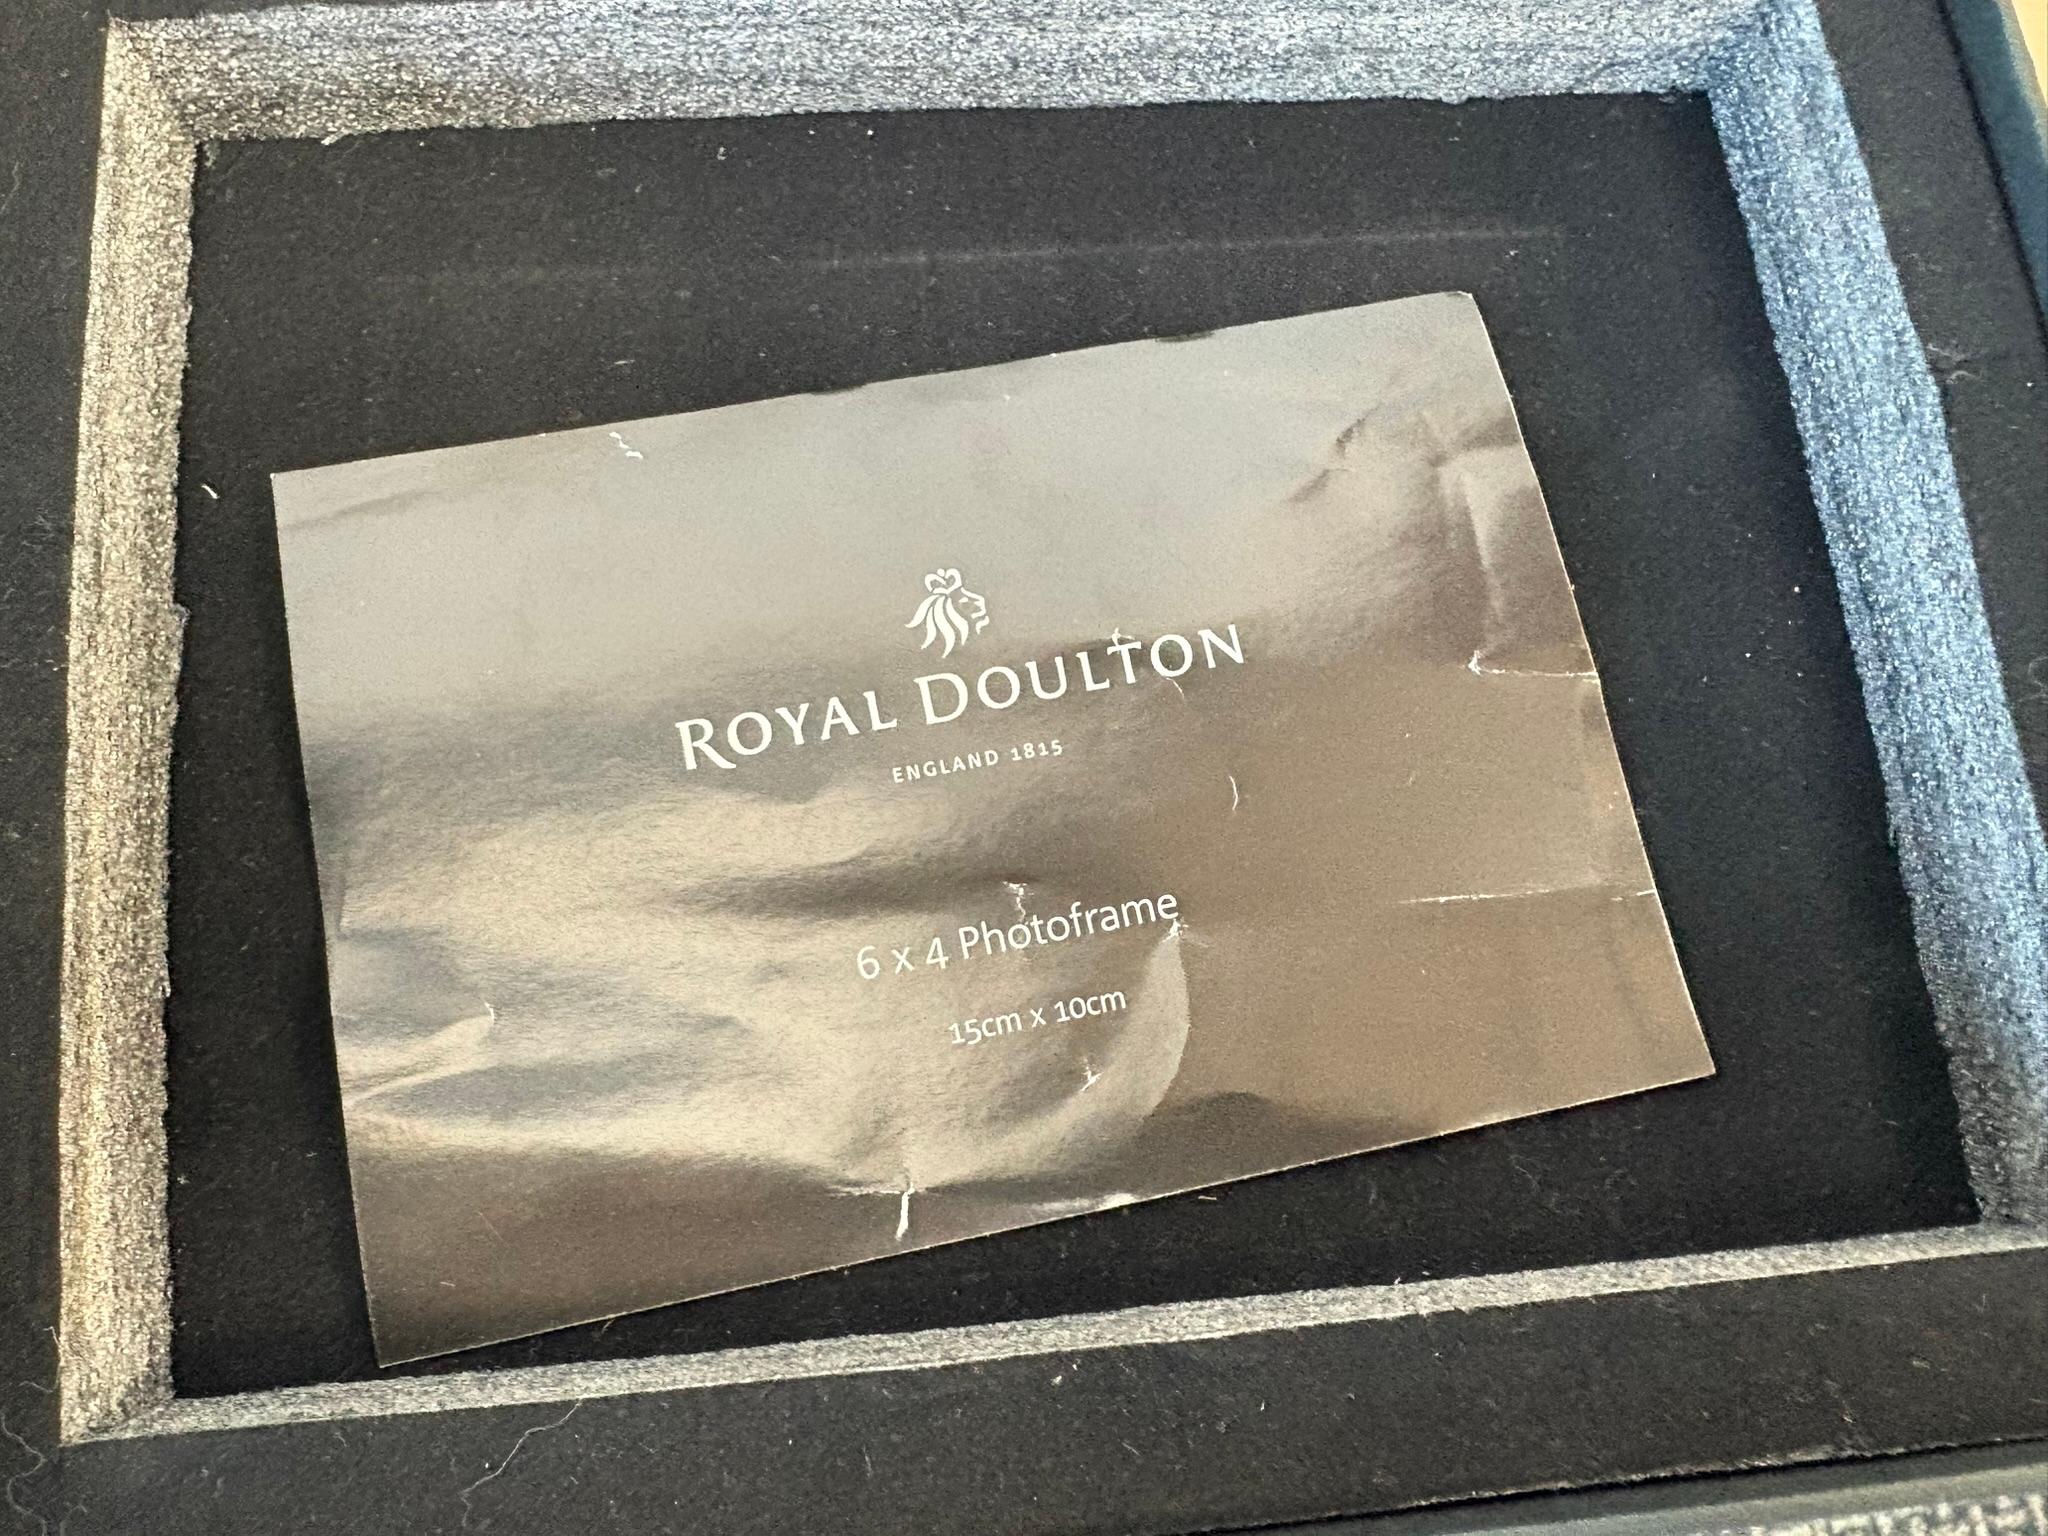 ROYAL DOULTON
ENGLAND 1815
6 x 4 Photoframe
15cm x 10cm